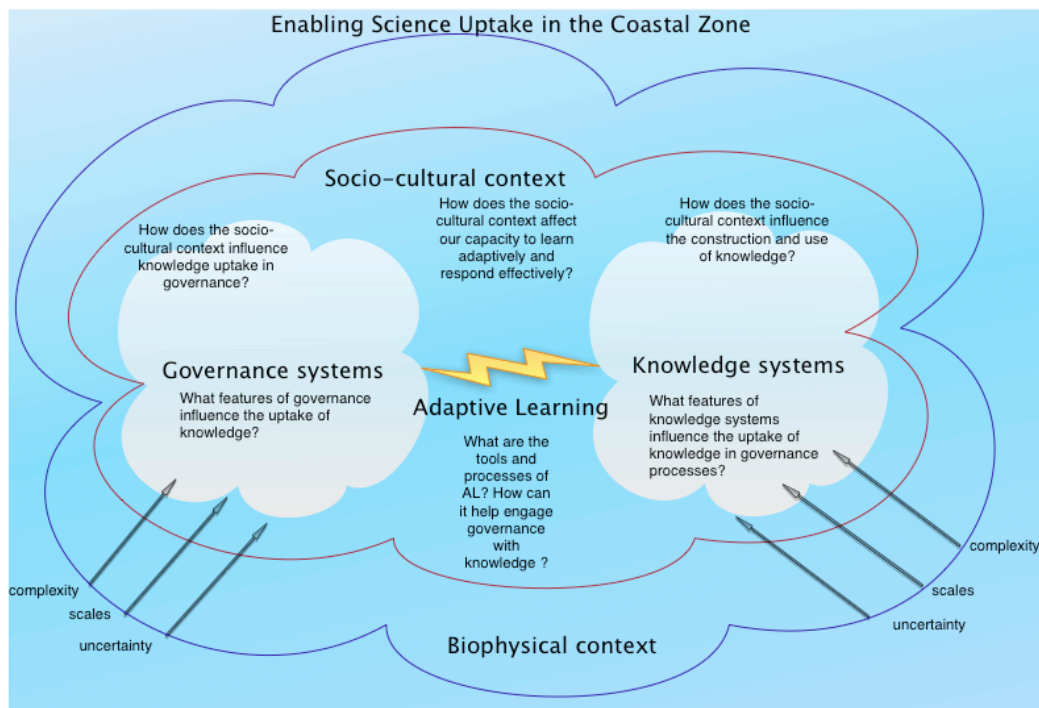 Enabling Science Uptake in the Coastal Zone
Socio-cultural context
How does the socio-
cultural context influence
knowledge uptake in
governance?
How does the socio-
cultural context affect
our capacity to learn
adaptively and
respond effectively?
How does the socio-
cultural context influence
the construction and use
of knowledge?
Governance systems
What features of governance
influence the uptake of
knowledge?
Adaptive Learning
What are the
tools and
processes of
AL? How can
it help engage
governance
with
knowledge ?
Knowledge systems
What features of
knowledge systems
influence the uptake of
knowledge in governance
processes?
complexity
scales
uncertainty
complexity
scales
uncertainty
Biophysical context